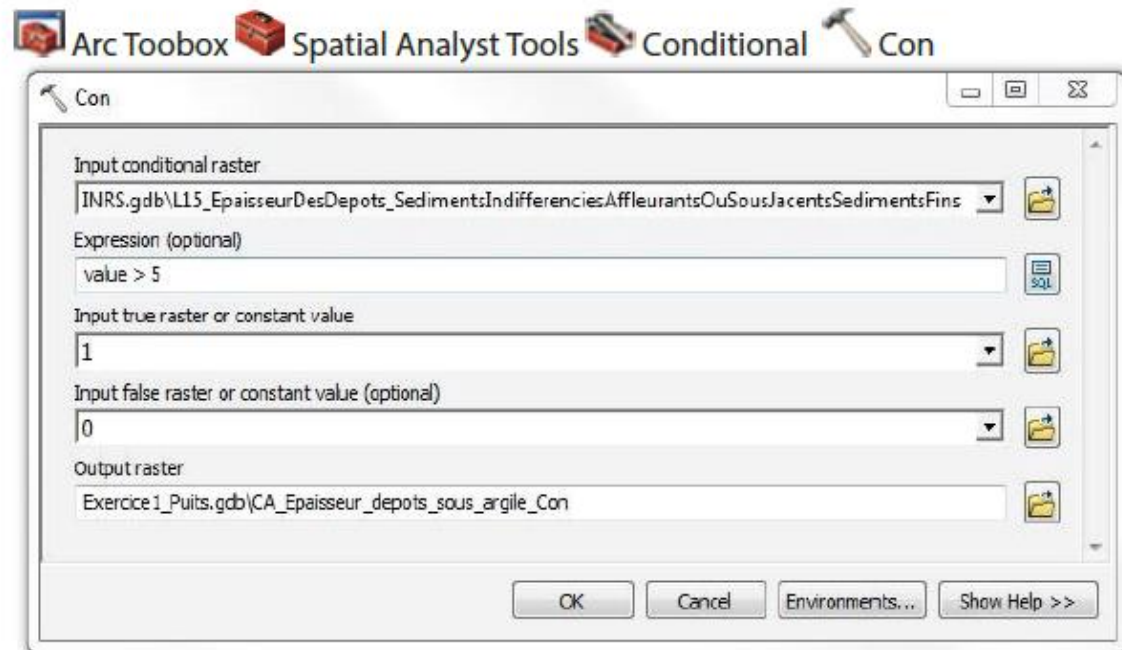 Arc Toobox Spatial Analyst Tools Conditional Con
Con
Input conditional raster
INRS.gdb\L15_EpaisseurDesDepots_SedimentsIndifferenciesAffleurantsOuSousJacentsSedimentsFins
Expression (optional)
value > 5
SQL
Input true raster or constant value
1
Input false raster or constant value (optional)
0
Output raster
Exercice1_Puits.gdb\CA_Epaisseur_depots_sous_argile_Con
OK Cancel Environments... Show Help >>